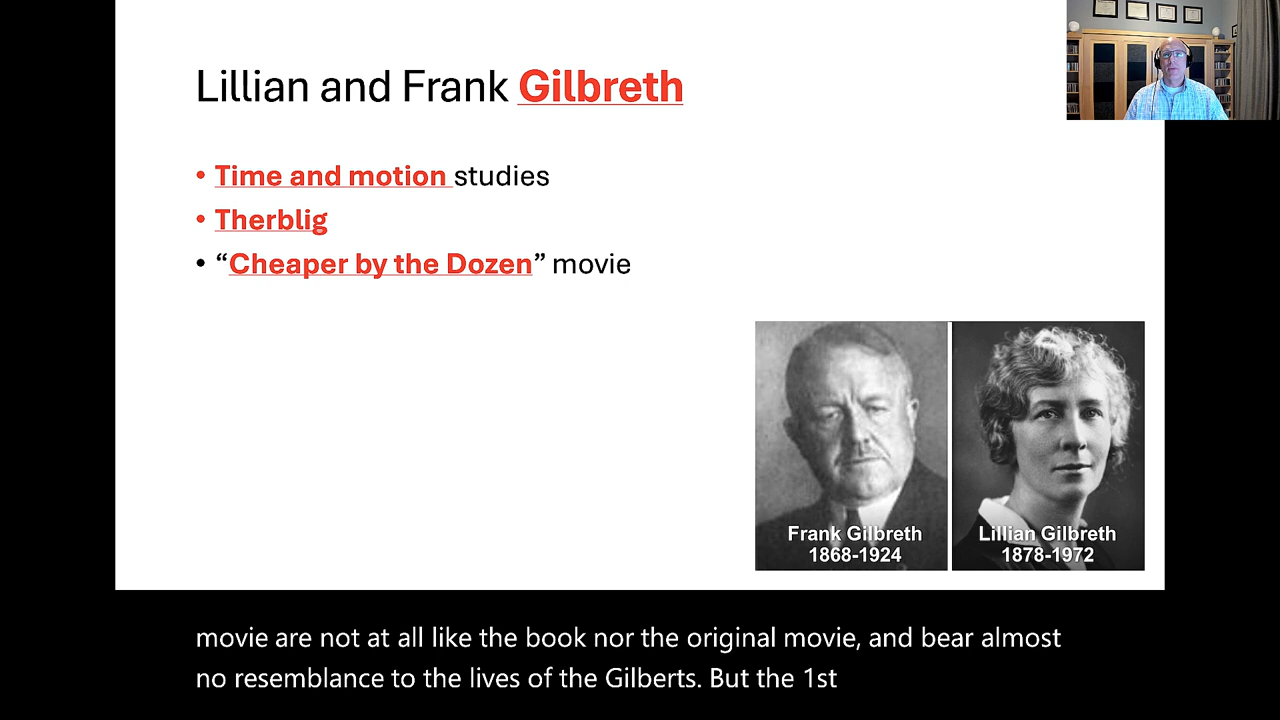 Lillian and Frank Gilbreth
• Time and motion studies
• Therblig
• “Cheaper by the Dozen” movie
Frank Gilbreth
1868-1924
Lillian Gilbreth
1878-1972
movie are not at all like the book nor the original movie, and bear almost
no resemblance to the lives of the Gilberts. But the 1st